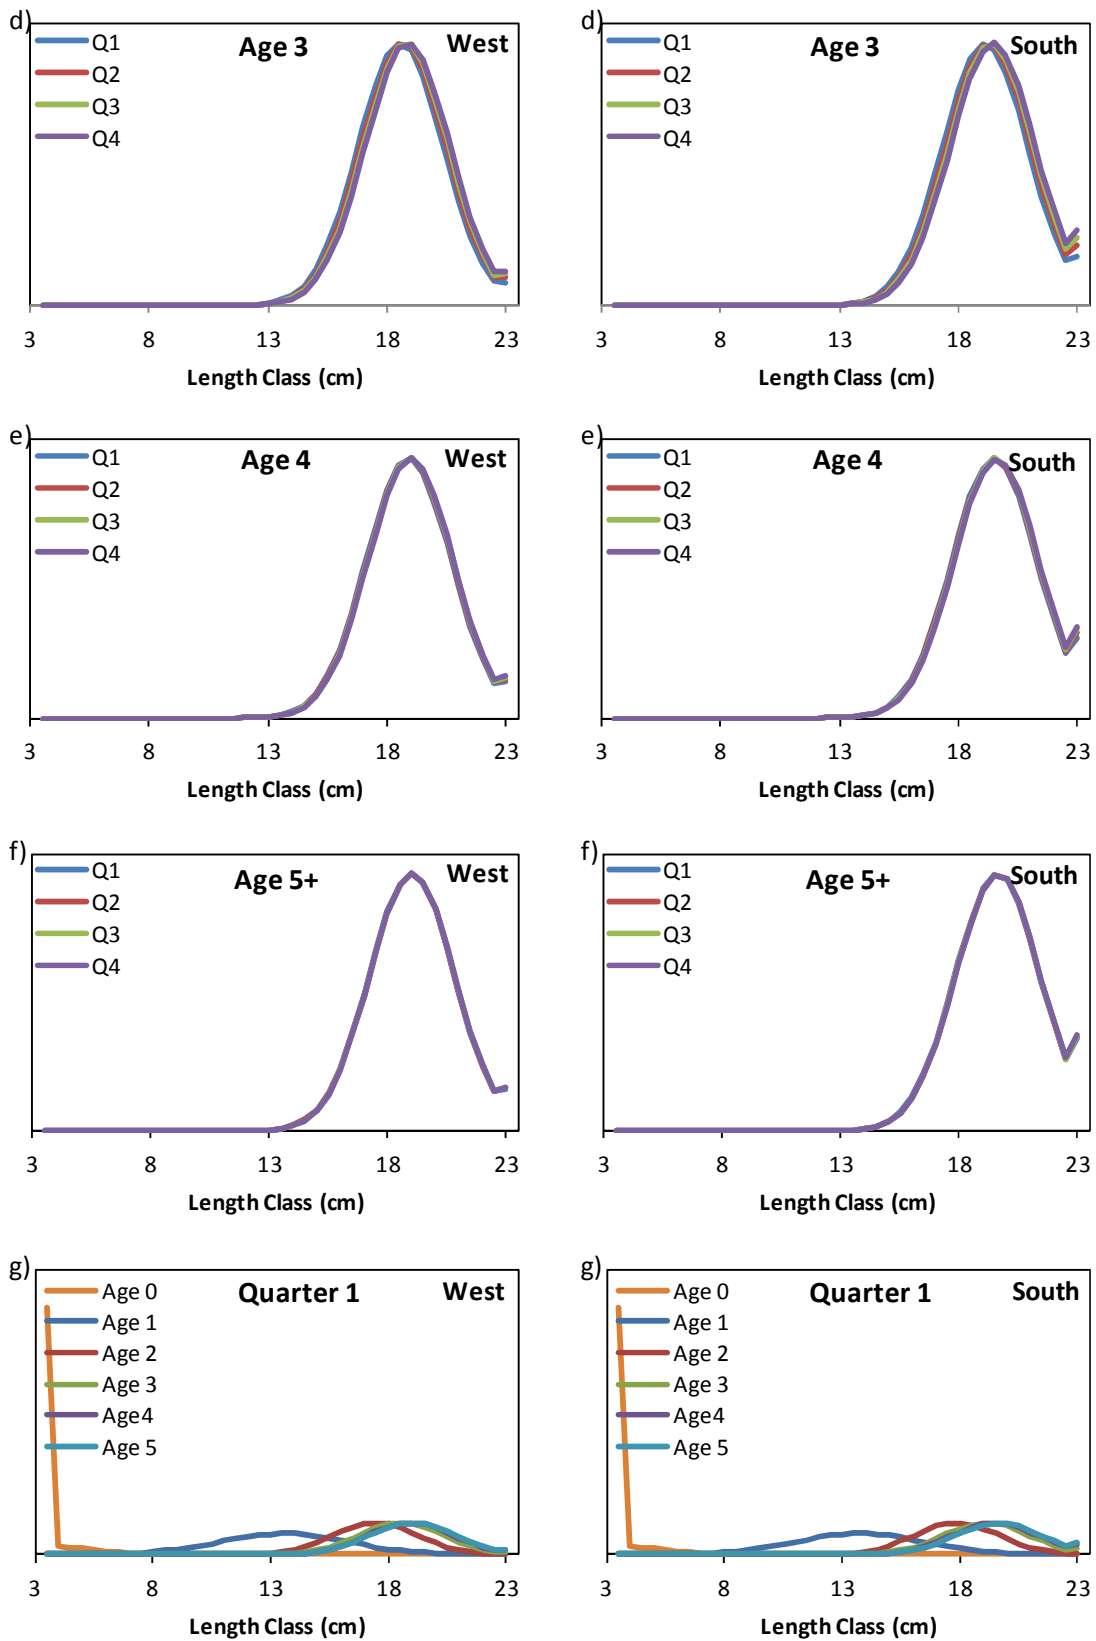 d)
Q1
Q2
Q3
Q4
Age 3
West
3 8 13 18 23
Length Class (cm)
d)
Q1
Q2
Q3
Q4
Age 3
South
3 8 13 18 23
Length Class (cm)
e)
Q1
Q2
Q3
Q4
Age 4
West
3 8 13 18 23
Length Class (cm)
e)
Q1
Q2
Q3
Q4
Age 4
South
3 8 13 18 23
Length Class (cm)
f)
Q1
Q2
Q3
Q4
Age 5+
West
3 8 13 18 23
Length Class (cm)
f)
Q1
Q2
Q3
Q4
Age 5+
South
3 8 13 18 23
Length Class (cm)
g)
Age 0
Age 1
Age 2
Age 3
Age4
Age 5
Quarter 1
West
3 8 13 18 23
Length Class (cm)
g)
Age 0
Age 1
Age 2
Age 3
Age4
Age 5
Quarter 1
South
3 8 13 18 23
Length Class (cm)